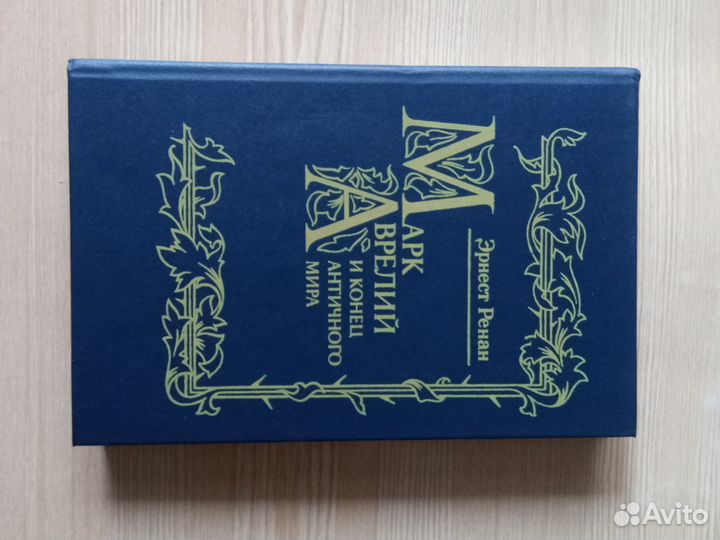 Эрнест Ренан
МАРК
АВРЕЛИЙ
И КОНЕЦ
АНТИЧНОГО
МИРА
Avito